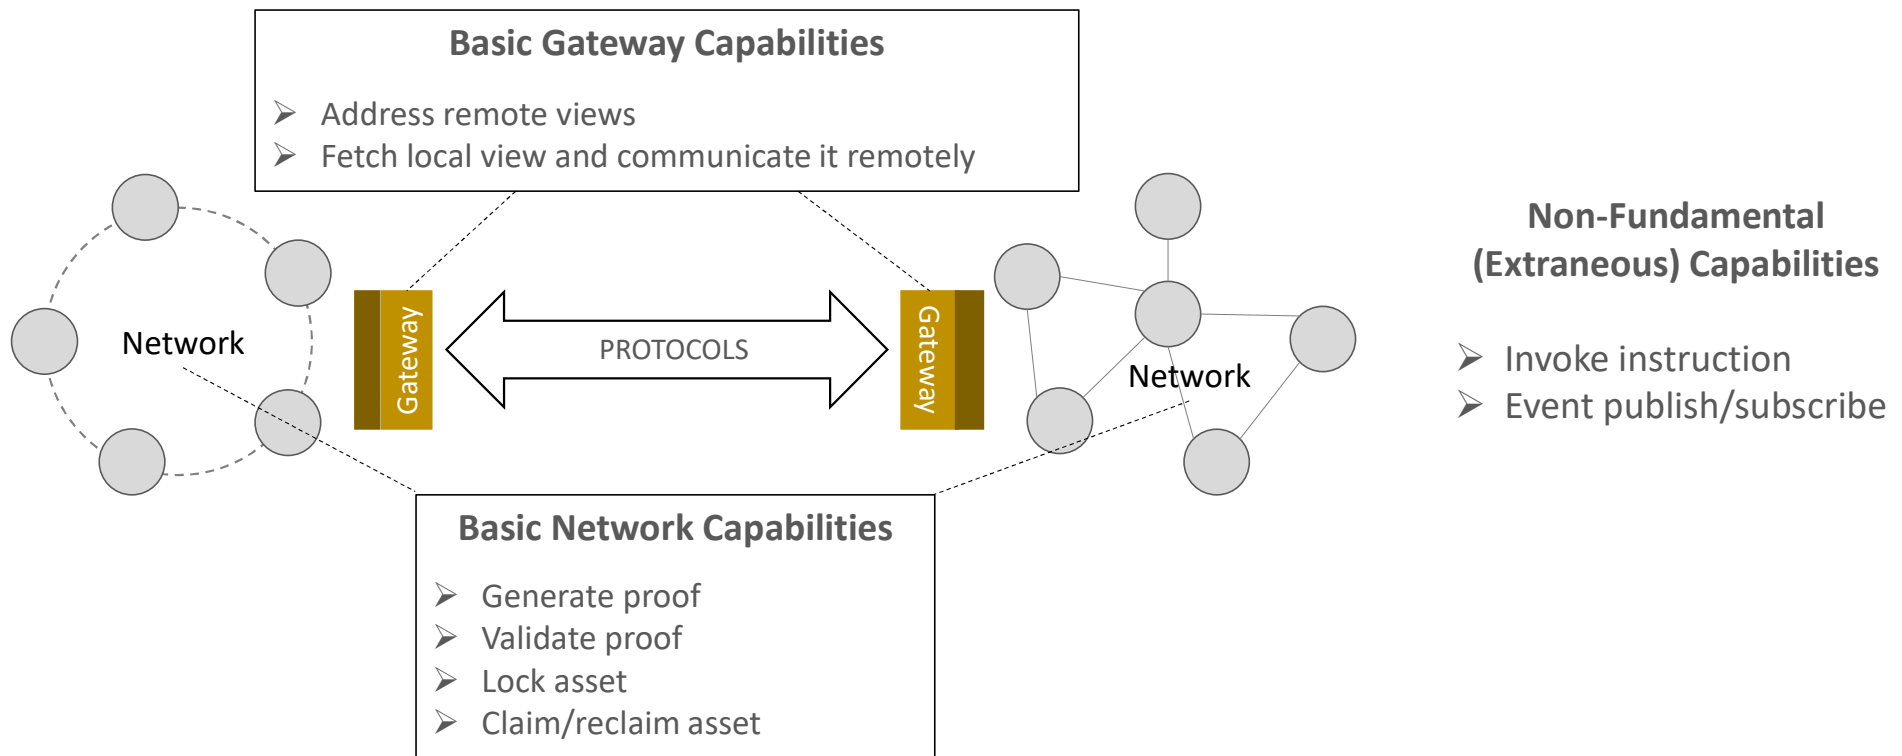 Basic Gateway Capabilities
➢ Address remote views
➢ Fetch local view and communicate it remotely
Network
Gateway
PROTOCOLS
Gateway
Network
Basic Network Capabilities
➢ Generate proof
➢ Validate proof
➢ Lock asset
➢ Claim/reclaim asset
Non-Fundamental
(Extraneous) Capabilities
➢ Invoke instruction
➢ Event publish/subscribe